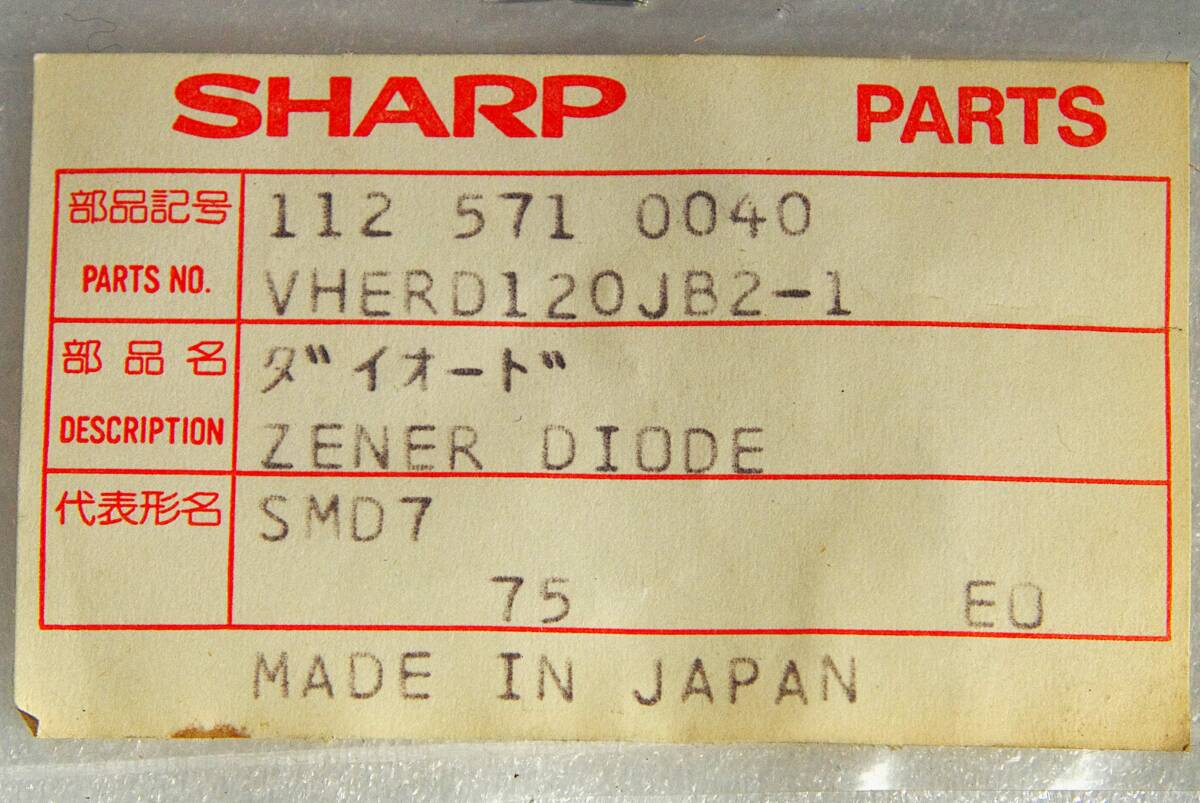 SHARP PARTS
部品記号 112 571 0040
PARTS NO. VHERD120JB2-1
部品名 ダイオード
DESCRIPTION ZENER DIODE
代表形名 SMD7
75 E0
MADE IN JAPAN